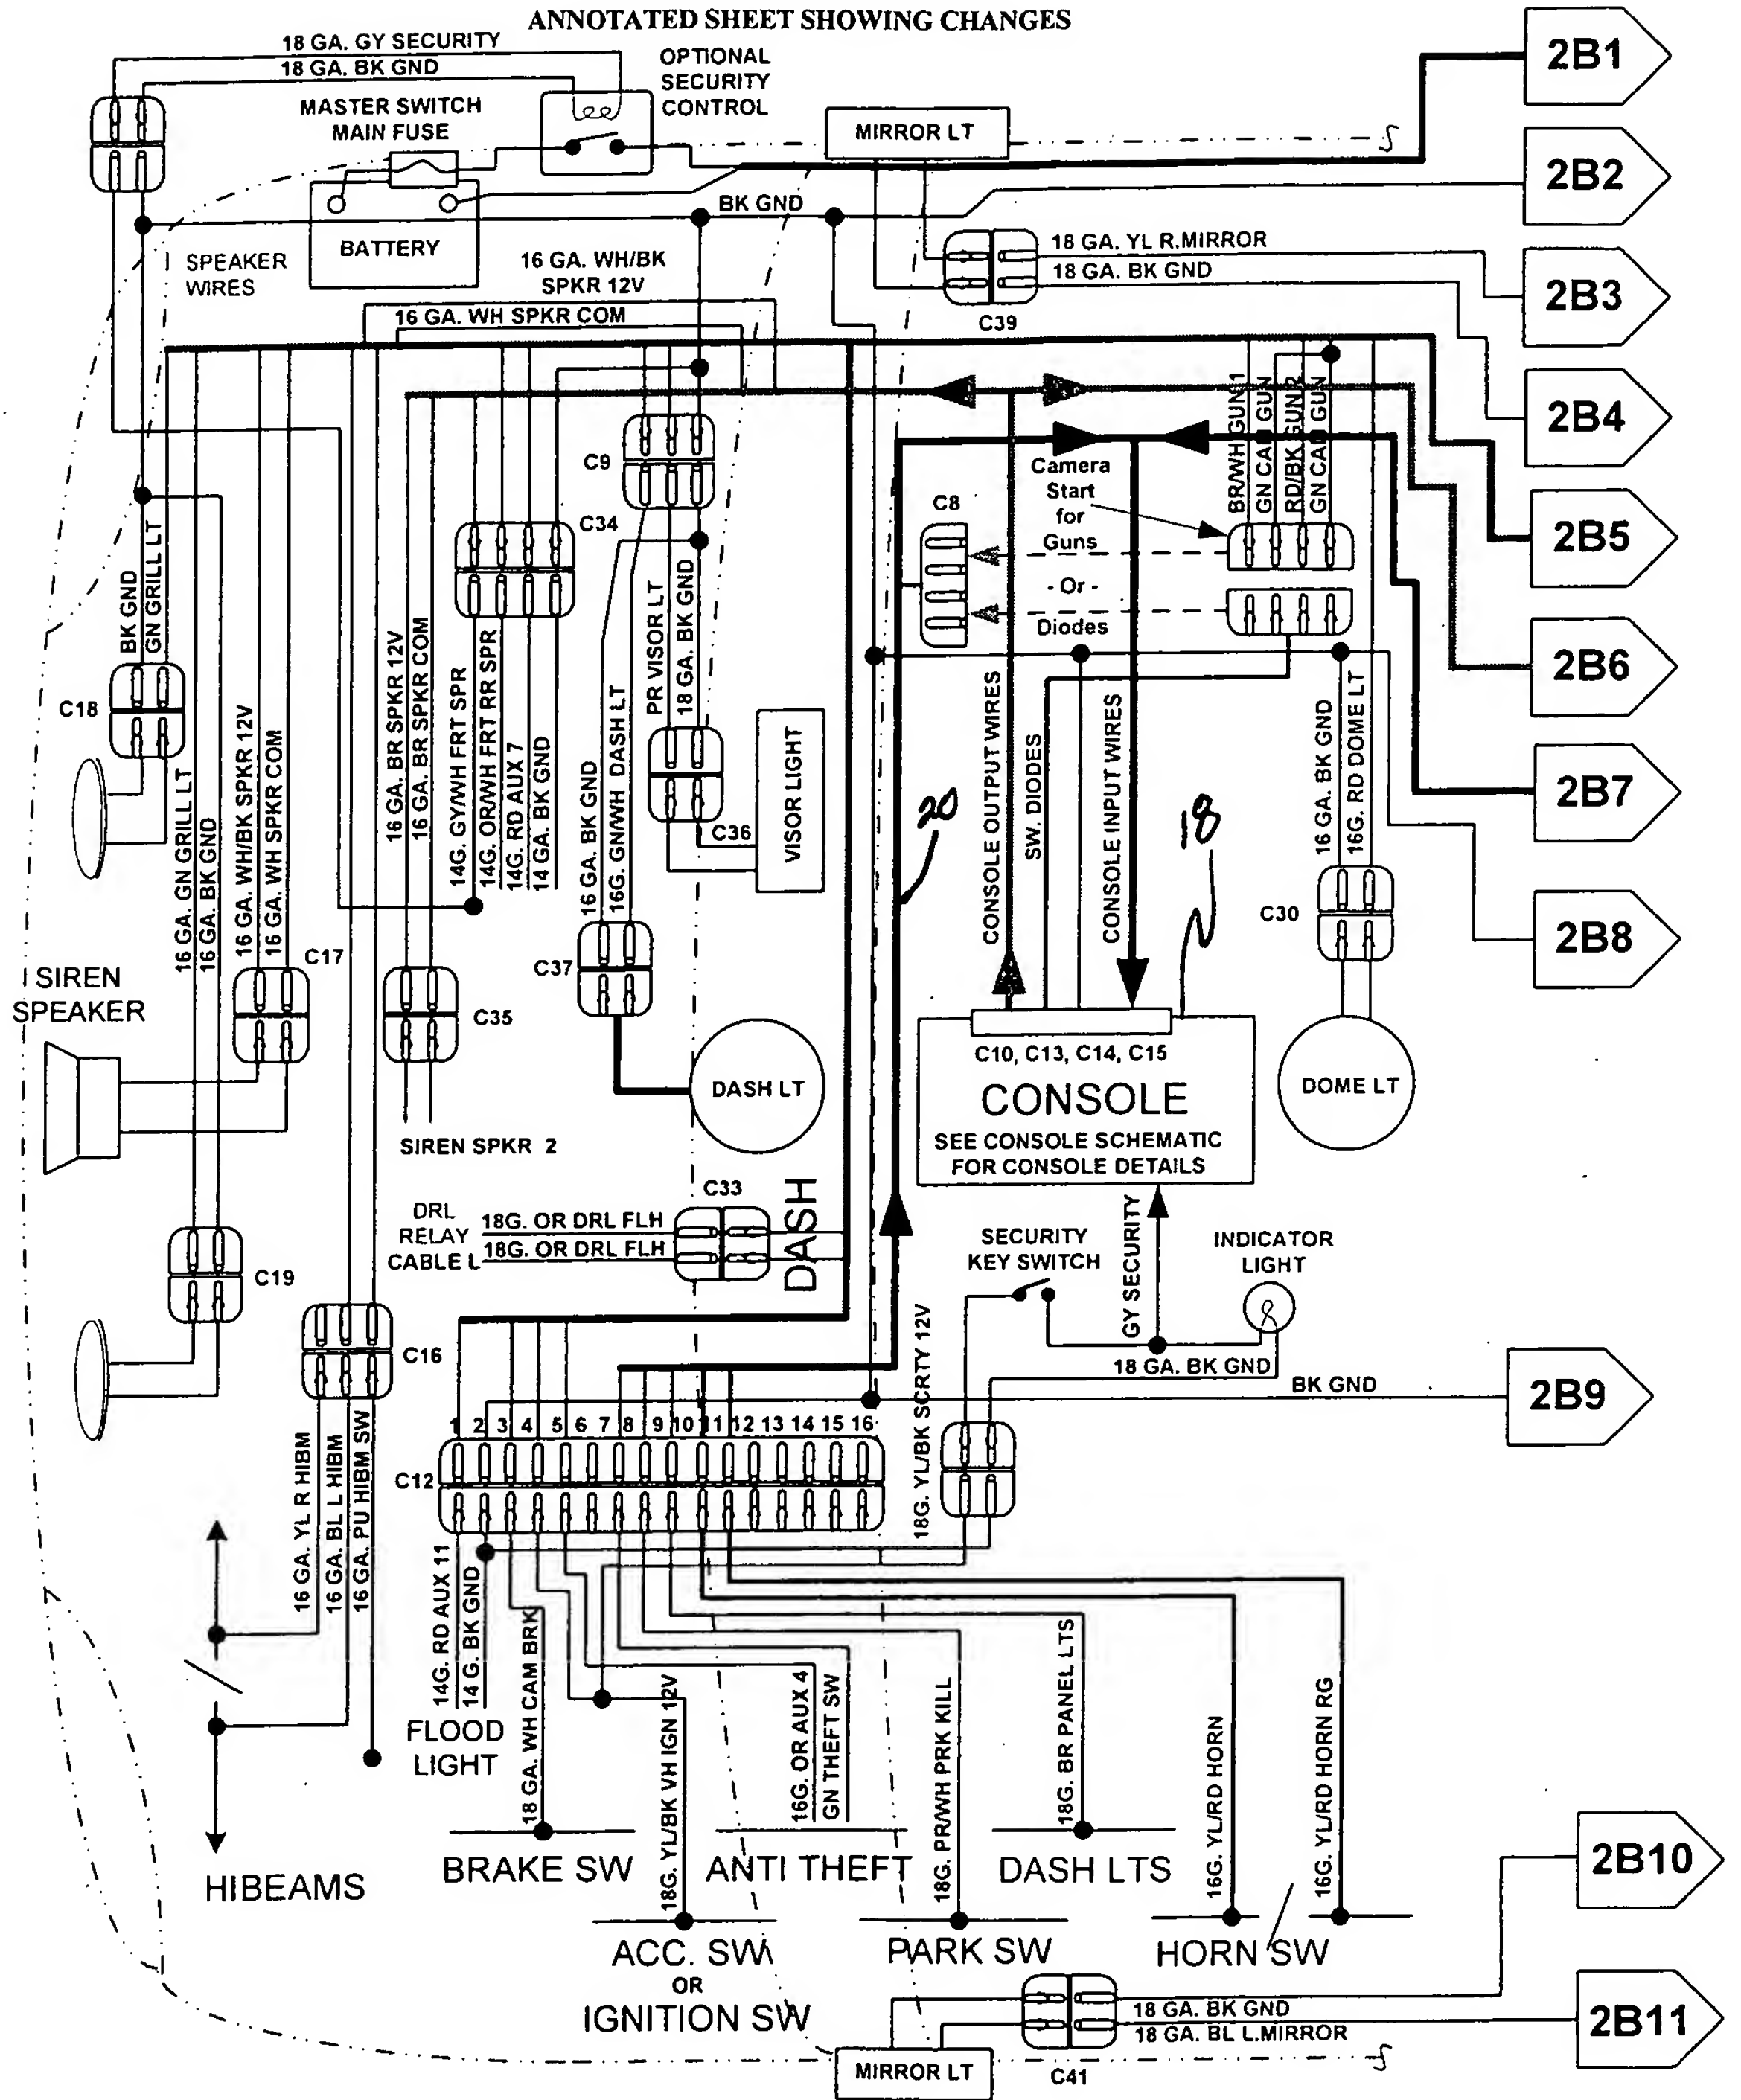 ANNOTATED SHEET SHOWING CHANGES
18 GA. GY SECURITY
18 GA. BK GND
OPTIONAL
SECURITY
CONTROL
MASTER SWITCH
MAIN FUSE
MIRROR LT
2B1
2B2
BK GND
BATTERY
SPEAKER
WIRES
16 GA. WH/BK
SPKR 12V
16 GA. WH SPKR COM
18 GA. YL R.MIRROR
18 GA. BK GND
C39
2B3
2B4
2B5
2B6
2B7
2B8
C9
C34
C8
Camera
Start
for
Guns
- Or -
Diodes
BR/WH GUN 1
GN CAM GUN
RD/BK GUN 2
GN CAM GUN
BK GND
GN GRILL LT
C18
16 GA. GN GRILL LT
16 GA. BK GND
16 GA. WH/BK SPKR 12V
16 GA. WH SPKR COM
16 GA. BR SPKR 12V
16 GA. BR SPKR COM
14G. GY/WH FRT SPR
14G. OR/WH FRT RR SPR
14G. RD AUX 7
14 GA. BK GND
16 GA. BK GND
16G. GN/WH DASH LT
PR VISOR LT
18 GA. BK GND
C36
VISOR LIGHT
20
CONSOLE OUTPUT WIRES
SW. DIODES
CONSOLE INPUT WIRES
18
16 GA. BK GND
16G. RD DOME LT
C30
C17
C35
C37
SIREN
SPEAKER
DASH LT
C10, C13, C14, C15
CONSOLE
SEE CONSOLE SCHEMATIC
FOR CONSOLE DETAILS
DOME LT
SIREN SPKR 2
C33
DASH
DRL
RELAY
CABLE L
18G. OR DRL FLH
18G. OR DRL FLH
SECURITY
KEY SWITCH
GY SECURITY
INDICATOR
LIGHT
C19
C16
18 GA. BK GND
BK GND
2B9
1 2 3 4 5 6 7 8 9 10 11 12 13 14 15 16
C12
18G. YL/BK SCRTY 12V
16 GA. YL R HIBM
16 GA. BL L HIBM
16 GA. PU HIBM SW
14G. RD AUX 11
14 G. BK GND
FLOOD
LIGHT
18 GA. WH CAM BRK
18G. YL/BK VH IGN 12V
16G. OR AUX 4
GN THEFT SW
18G. PR/WH PRK KILL
18G. BR PANEL LTS
16G. YL/RD HORN
16G. YL/RD HORN RG
HIBEAMS
BRAKE SW
ANTI THEFT
DASH LTS
2B10
ACC. SW
OR
IGNITION SW
PARK SW
HORN SW
18 GA. BK GND
18 GA. BL L.MIRROR
2B11
MIRROR LT
C41